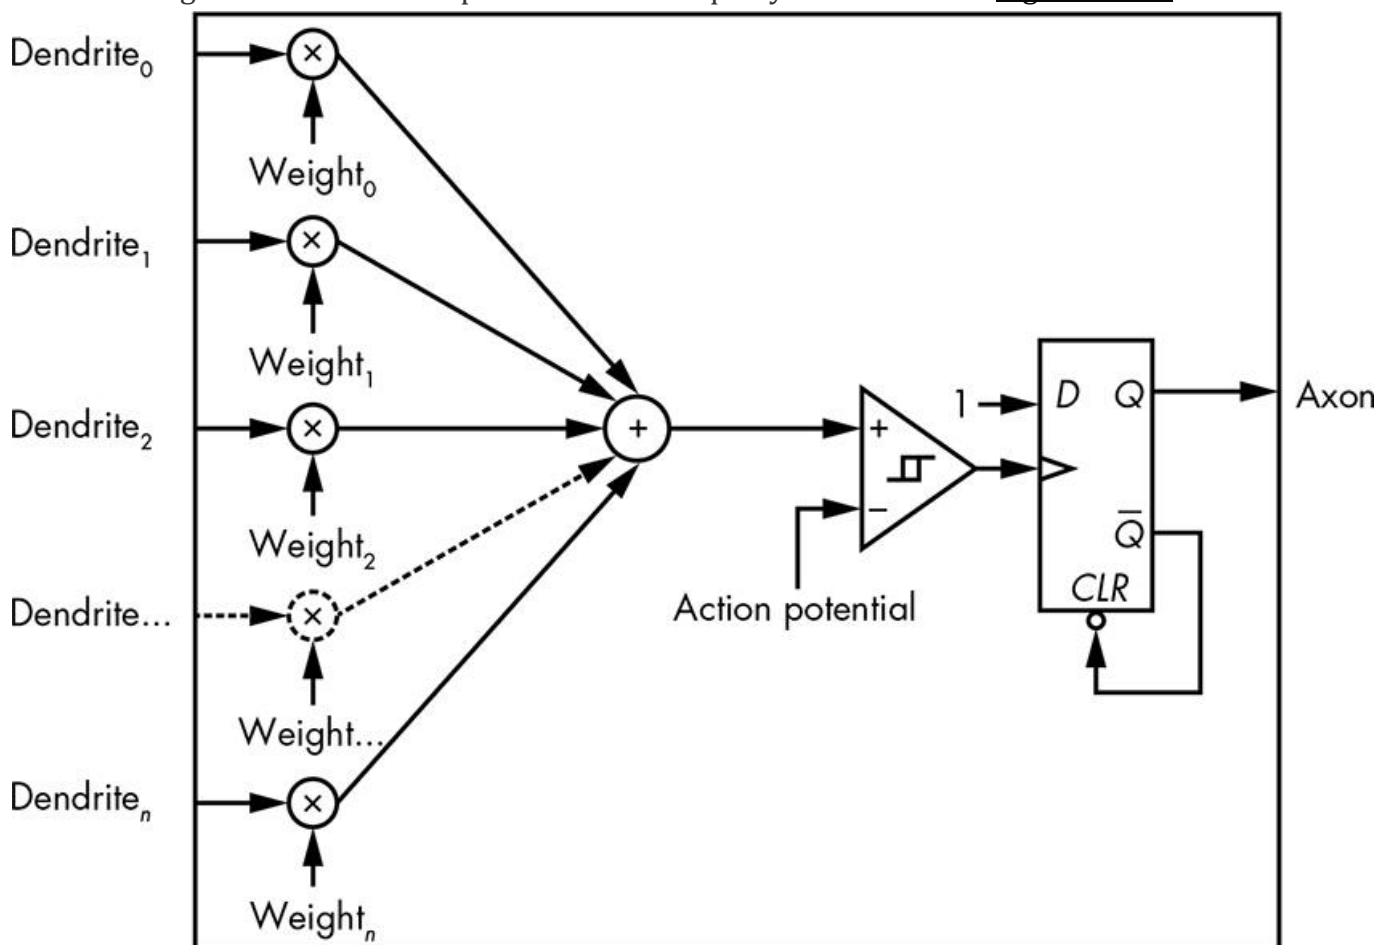 Dendrite0
Weight0
Dendrite1
Weight1
Dendrite2
Weight2
Dendrite...
Weight...
Dendriten
Weightn
×
×
×
×
×
+
+
−
Action potential
1
D Q
Q̅
CLR
Axon